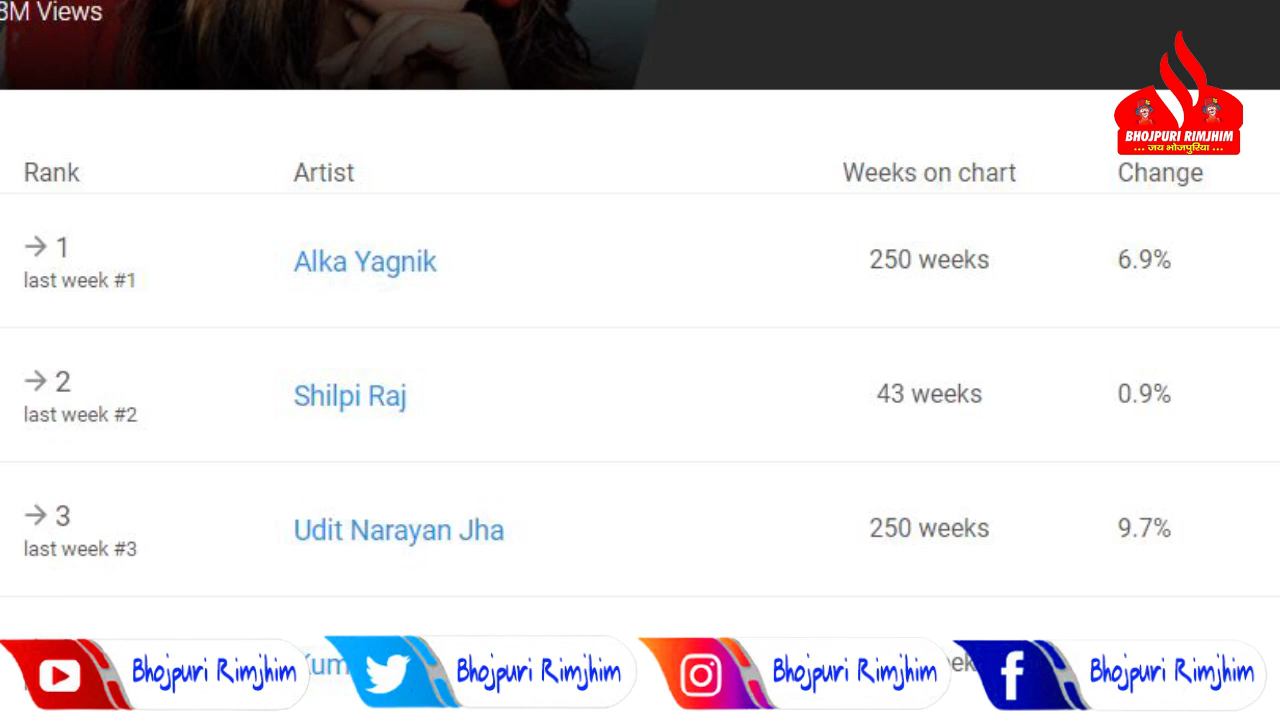 8M Views
BHOJPURI RIMJHIM
... जय भोजपुरिया ...
Rank Artist Weeks on chart Change
→ 1
last week #1
Alka Yagnik 250 weeks 6.9%
→ 2
last week #2
Shilpi Raj 43 weeks 0.9%
→ 3
last week #3
Udit Narayan Jha 250 weeks 9.7%
Bhojpuri Rimjhim Bhojpuri Rimjhim Bhojpuri Rimjhim Bhojpuri Rimjhim